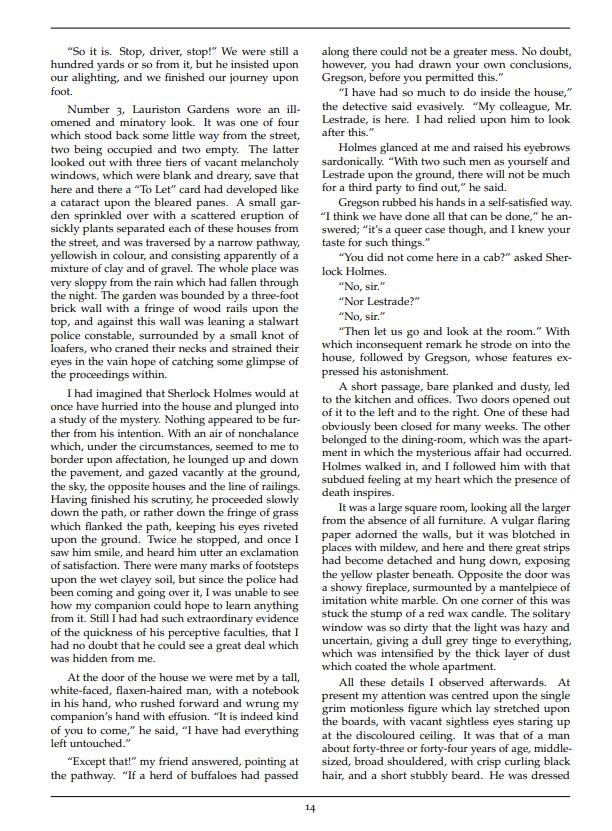 “So it is. Stop, driver, stop!” We were still a
hundred yards or so from it, but he insisted upon
our alighting, and we finished our journey upon
foot.
Number 3, Lauriston Gardens wore an ill-
omened and minatory look. It was one of four
which stood back some little way from the street,
two being occupied and two empty. The latter
looked out with three tiers of vacant melancholy
windows, which were blank and dreary, save that
here and there a “To Let” card had developed like
a cataract upon the bleared panes. A small gar-
den sprinkled over with a scattered eruption of
sickly plants separated each of these houses from
the street, and was traversed by a narrow pathway,
yellowish in colour, and consisting apparently of a
mixture of clay and of gravel. The whole place was
very sloppy from the rain which had fallen through
the night. The garden was bounded by a three-foot
brick wall with a fringe of wood rails upon the
top, and against this wall was leaning a stalwart
police constable, surrounded by a small knot of
loafers, who craned their necks and strained their
eyes in the vain hope of catching some glimpse of
the proceedings within.
I had imagined that Sherlock Holmes would at
once have hurried into the house and plunged into
a study of the mystery. Nothing appeared to be fur-
ther from his intention. With an air of nonchalance
which, under the circumstances, seemed to me to
border upon affectation, he lounged up and down
the pavement, and gazed vacantly at the ground,
the sky, the opposite houses and the line of railings.
Having finished his scrutiny, he proceeded slowly
down the path, or rather down the fringe of grass
which flanked the path, keeping his eyes riveted
upon the ground. Twice he stopped, and once I
saw him smile, and heard him utter an exclamation
of satisfaction. There were many marks of footsteps
upon the wet clayey soil, but since the police had
been coming and going over it, I was unable to see
how my companion could hope to learn anything
from it. Still I had had such extraordinary evidence
of the quickness of his perceptive faculties, that I
had no doubt that he could see a great deal which
was hidden from me.
At the door of the house we were met by a tall,
white-faced, flaxen-haired man, with a notebook
in his hand, who rushed forward and wrung my
companion’s hand with effusion. “It is indeed kind
of you to come,” he said, “I have had everything
left untouched.”
“Except that!” my friend answered, pointing at
the pathway. “If a herd of buffaloes had passed
along there could not be a greater mess. No doubt,
however, you had drawn your own conclusions,
Gregson, before you permitted this.”
“I have had so much to do inside the house,”
the detective said evasively. “My colleague, Mr.
Lestrade, is here. I had relied upon him to look
after this.”
Holmes glanced at me and raised his eyebrows
sardonically. “With two such men as yourself and
Lestrade upon the ground, there will not be much
for a third party to find out,” he said.
Gregson rubbed his hands in a self-satisfied way.
“I think we have done all that can be done,” he an-
swered; “it’s a queer case though, and I knew your
taste for such things.”
“You did not come here in a cab?” asked Sher-
lock Holmes.
“No, sir.”
“Nor Lestrade?”
“No, sir.”
“Then let us go and look at the room.” With
which inconsequent remark he strode on into the
house, followed by Gregson, whose features ex-
pressed his astonishment.
A short passage, bare planked and dusty, led
to the kitchen and offices. Two doors opened out
of it to the left and to the right. One of these had
obviously been closed for many weeks. The other
belonged to the dining-room, which was the apart-
ment in which the mysterious affair had occurred.
Holmes walked in, and I followed him with that
subdued feeling at my heart which the presence of
death inspires.
It was a large square room, looking all the larger
from the absence of all furniture. A vulgar flaring
paper adorned the walls, but it was blotched in
places with mildew, and here and there great strips
had become detached and hung down, exposing
the yellow plaster beneath. Opposite the door was
a showy fireplace, surmounted by a mantelpiece of
imitation white marble. On one corner of this was
stuck the stump of a red wax candle. The solitary
window was so dirty that the light was hazy and
uncertain, giving a dull grey tinge to everything,
which was intensified by the thick layer of dust
which coated the whole apartment.
All these details I observed afterwards. At
present my attention was centred upon the single
grim motionless figure which lay stretched upon
the boards, with vacant sightless eyes staring up
at the discoloured ceiling. It was that of a man
about forty-three or forty-four years of age, middle-
sized, broad shouldered, with crisp curling black
hair, and a short stubbly beard. He was dressed
14